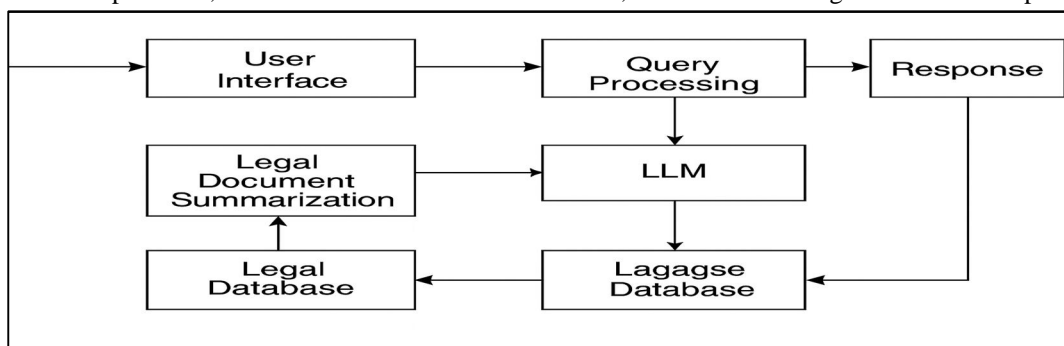 User
Interface
Query
Processing
Response
Legal
Document
Summarization
LLM
Legal
Database
Lagagse
Database